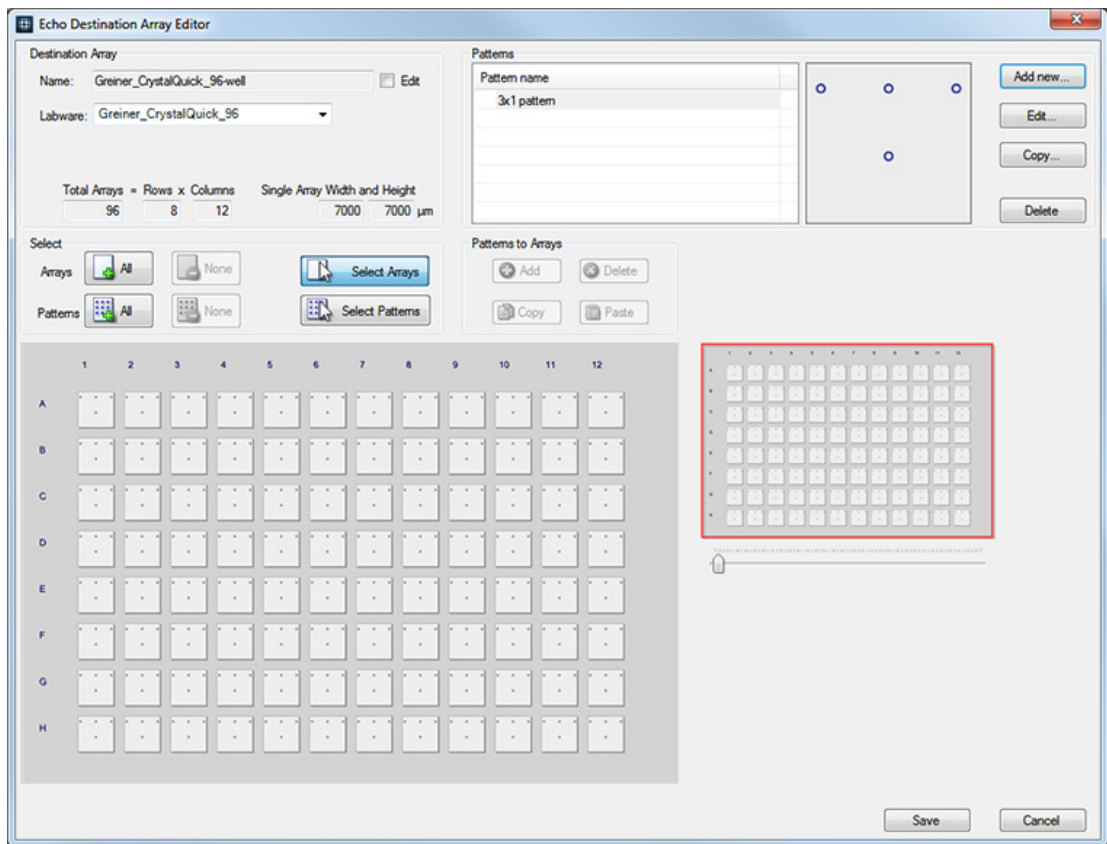 Echo Destination Array Editor
Destination Array
Name: Greiner_CrystalQuick_96-well Edit
Labware: Greiner_CrystalQuick_96
Total Arrays = Rows x Columns Single Array Width and Height
96 8 12 7000 7000 µm
Patterns
Pattern name
3x1 pattern
Add new...
Edit...
Copy...
Delete
Select
Arrays All None Select Arrays
Patterns All None Select Patterns
Patterns to Arrays
Add Delete
Copy Paste
1 2 3 4 5 6 7 8 9 10 11 12
A
B
C
D
E
F
G
H
Save Cancel